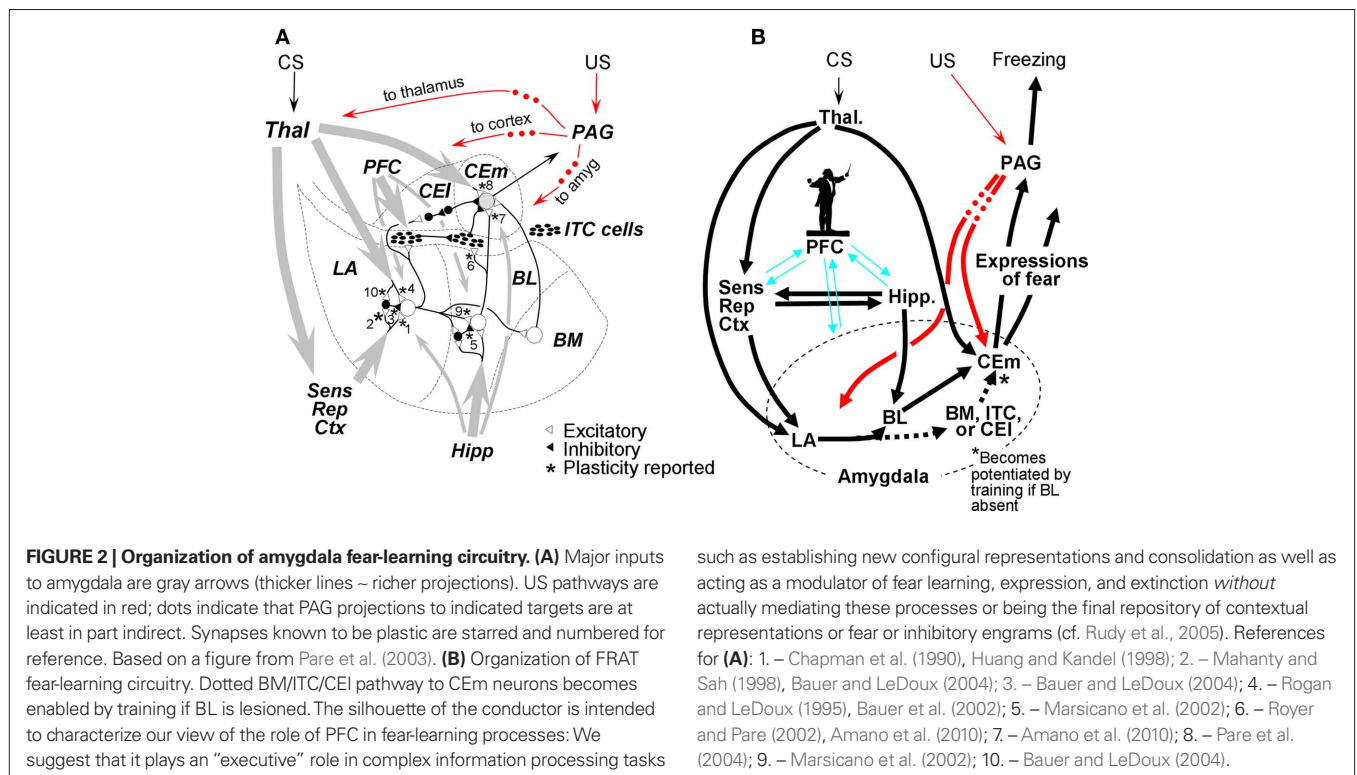 A
CS
US
to thalamus
Thal
to cortex
PAG
PFC
CEm
to amyg
CEl
*8
*7
ITC cells
*6
LA
BL
10*
*4
9*
2*
3
*1
*5
BM
Sens
Rep
Ctx
Hipp
Excitatory
Inhibitory
* Plasticity reported
B
CS
US
Freezing
Thal.
PAG
PFC
Expressions
of fear
Sens
Rep
Ctx
Hipp.
CEm
*
BL
BM, ITC,
or CEl
LA
Amygdala
*Becomes
potentiated by
training if BL
absent
FIGURE 2 | Organization of amygdala fear-learning circuitry. (A) Major inputs
to amygdala are gray arrows (thicker lines ~ richer projections). US pathways are
indicated in red; dots indicate that PAG projections to indicated targets are at
least in part indirect. Synapses known to be plastic are starred and numbered for
reference. Based on a figure from Pare et al. (2003). (B) Organization of FRAT
fear-learning circuitry. Dotted BM/ITC/CEl pathway to CEm neurons becomes
enabled by training if BL is lesioned. The silhouette of the conductor is intended
to characterize our view of the role of PFC in fear-learning processes: We
suggest that it plays an “executive” role in complex information processing tasks
such as establishing new configural representations and consolidation as well as
acting as a modulator of fear learning, expression, and extinction without
actually mediating these processes or being the final repository of contextual
representations or fear or inhibitory engrams (cf. Rudy et al., 2005). References
for (A): 1. – Chapman et al. (1990), Huang and Kandel (1998); 2. – Mahanty and
Sah (1998), Bauer and LeDoux (2004); 3. – Bauer and LeDoux (2004); 4. – Rogan
and LeDoux (1995), Bauer et al. (2002); 5. – Marsicano et al. (2002); 6. – Royer
and Pare (2002), Amano et al. (2010); 7. – Amano et al. (2010); 8. – Pare et al.
(2004); 9. – Marsicano et al. (2002); 10. – Bauer and LeDoux (2004).